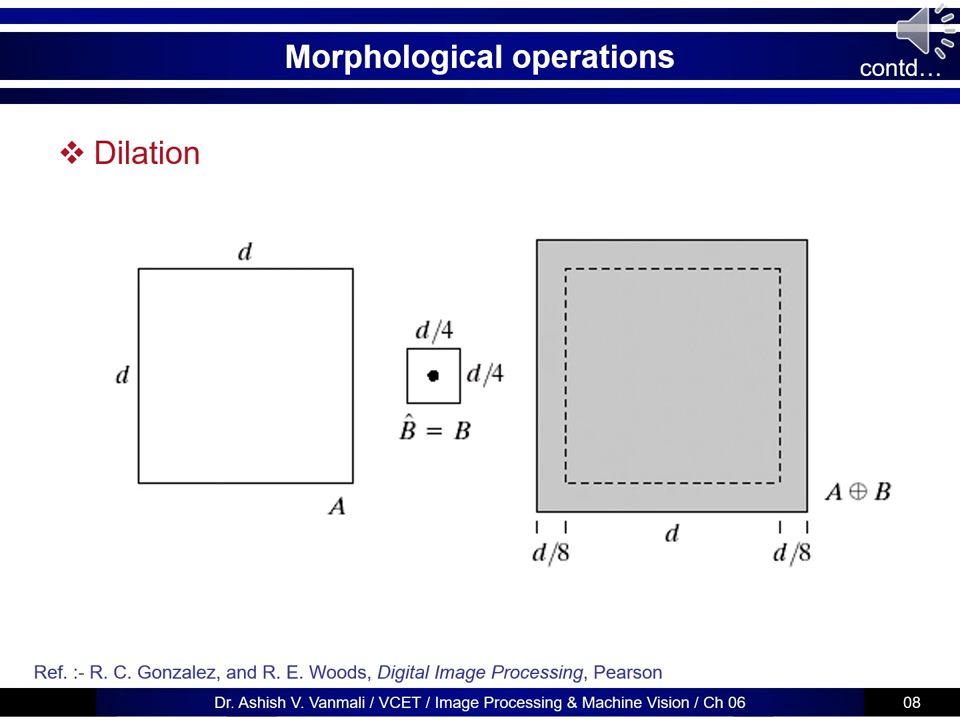 Morphological operations
contd…
❖ Dilation
d
d
A
d/4
d/4
B̂ = B
A ⊕ B
d/8
d
d/8
Ref. :- R. C. Gonzalez, and R. E. Woods, Digital Image Processing, Pearson
Dr. Ashish V. Vanmali / VCET / Image Processing & Machine Vision / Ch 06
08